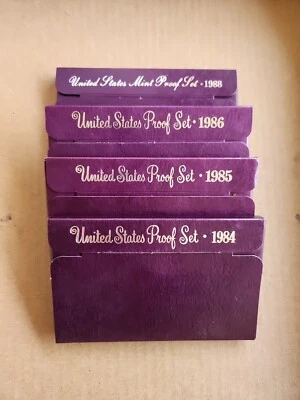 United States Mint Proof Set · 1988
United States Proof Set · 1986
United States Proof Set · 1985
United States Proof Set · 1984